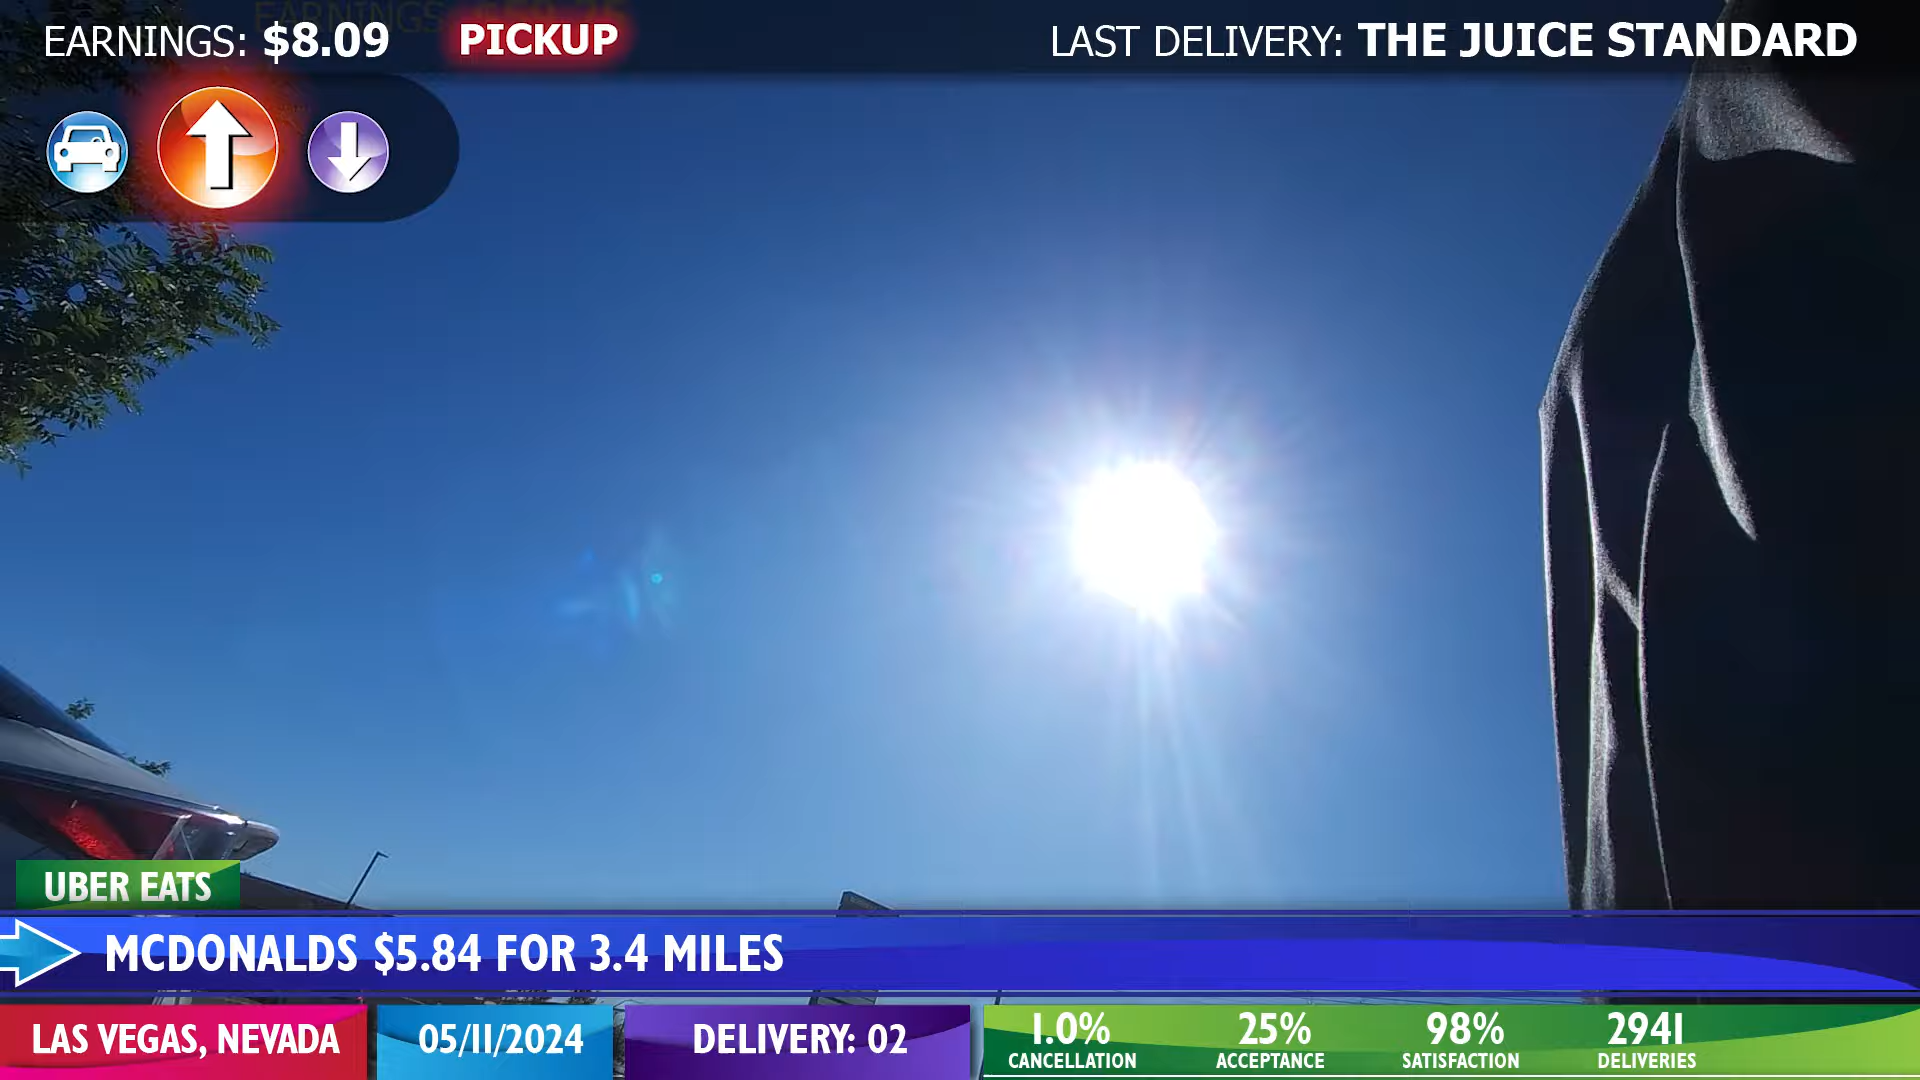 EARNINGS: $8.09
PICKUP
LAST DELIVERY: THE JUICE STANDARD
UBER EATS
MCDONALDS $5.84 FOR 3.4 MILES
LAS VEGAS, NEVADA
05/11/2024
DELIVERY: 02
1.0%
CANCELLATION
25%
ACCEPTANCE
98%
SATISFACTION
2941
DELIVERIES